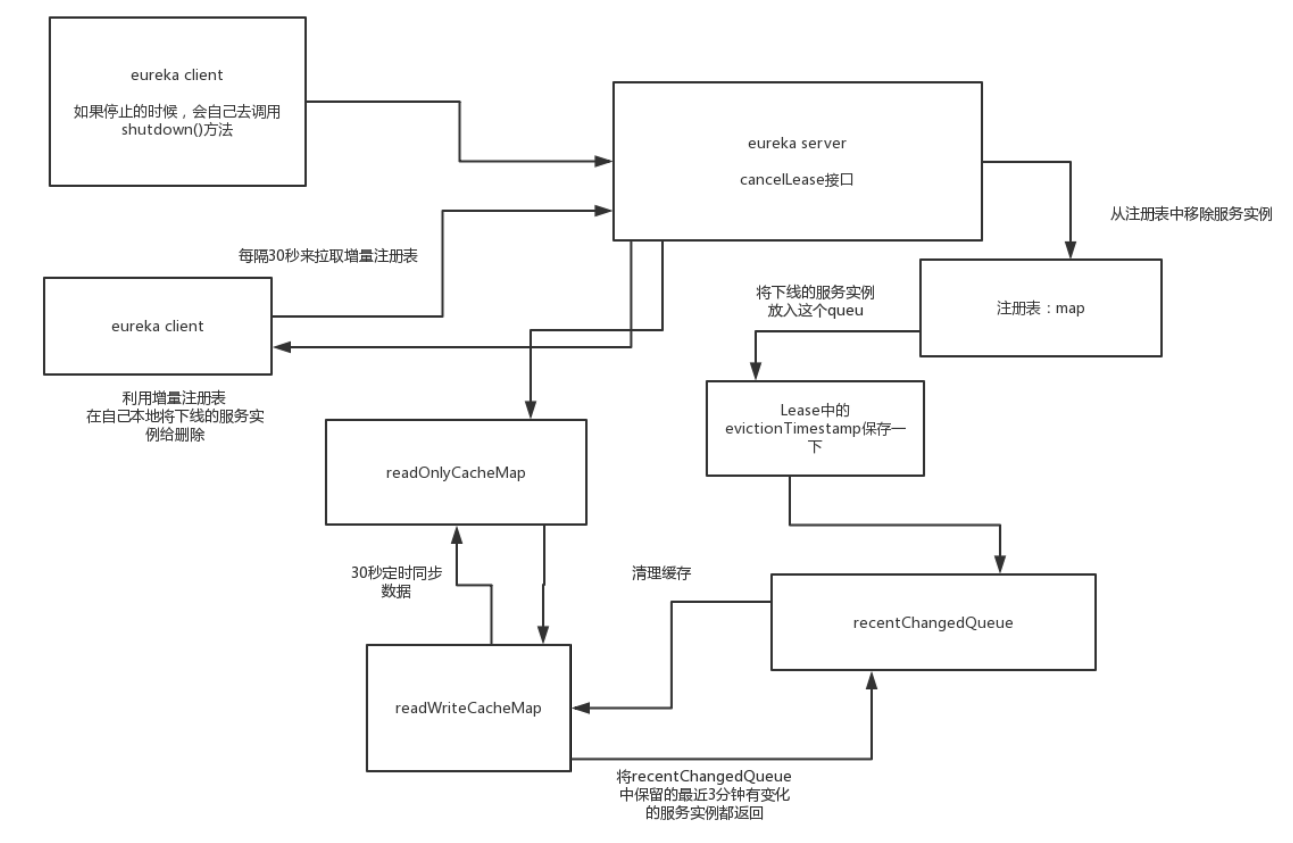 eureka client
如果停止的时候，会自己去调用
shutdown()方法
eureka server
cancelLease接口
从注册表中移除服务实例
每隔30秒来拉取增量注册表
eureka client
将下线的服务实例
放入这个queu
注册表：map
利用增量注册表
在自己本地将下线的服务实
例给删除
Lease中的
evictionTimestamp保存一
下
readOnlyCacheMap
30秒定时同步
数据
清理缓存
recentChangedQueue
readWriteCacheMap
将recentChangedQueue
中保留的最近3分钟有变化
的服务实例都返回